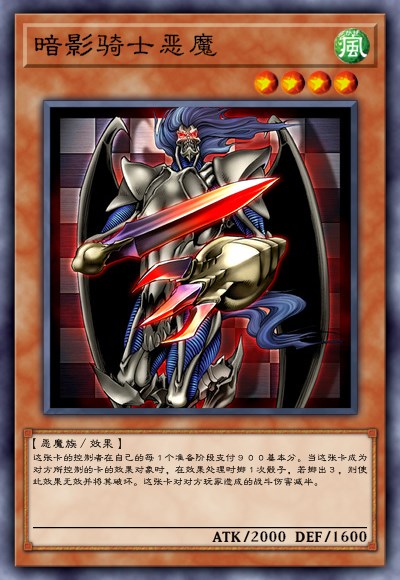 暗影骑士恶魔
風
【恶魔族／效果】
这张卡的控制者在自己的每１个准备阶段支付９００基本分。当这张卡成为
对方所控制的卡的效果对象时，在效果处理时掷１次骰子，若掷出３，则使
此效果无效并将其破坏。这张卡对对方玩家造成的战斗伤害减半。
ATK/2000 DEF/1600